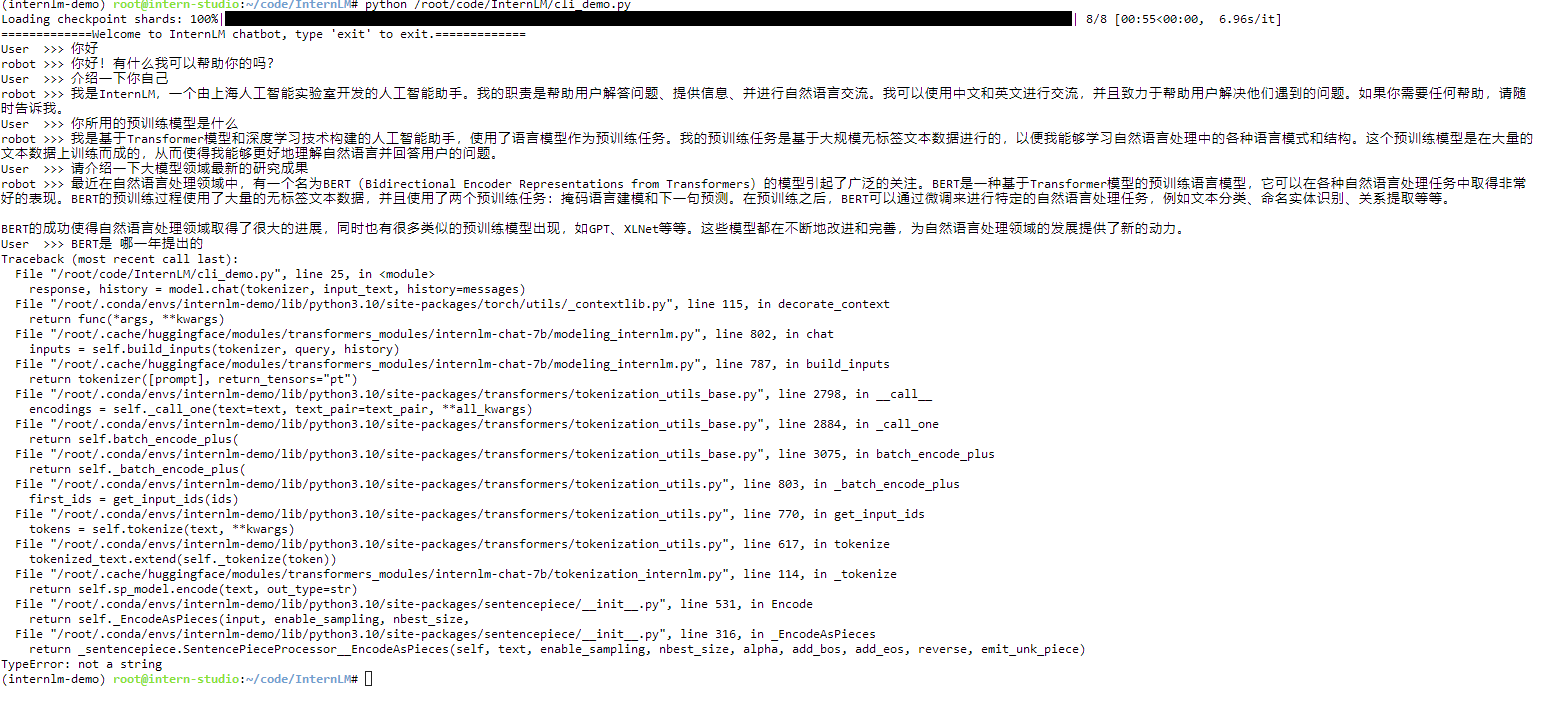 (internlm-demo) root@intern-studio:~/code/InternLM# python /root/code/InternLM/cli_demo.py
Loading checkpoint shards: 100%|| 8/8 [00:55<00:00,  6.96s/it]
=============Welcome to InternLM chatbot, type 'exit' to exit.=============
User  >>> 你好
robot >>> 你好！有什么我可以帮助你的吗?
User  >>> 介绍一下你自己
robot >>> 我是InternLM，一个由上海人工智能实验室开发的人工智能助手。我的职责是帮助用户解答问题、提供信息、并进行自然语言交流。我可以使用中文和英文进行交流，并且致力于帮助用户解决他们遇到的问题。如果你需要任何帮助，请随
时告诉我。
User  >>> 你所用的预训练模型是什么
robot >>> 我是基于Transformer模型和深度学习技术构建的人工智能助手，使用了语言模型作为预训练任务。我的预训练任务是基于大规模无标签文本数据进行的，以便我能够学习自然语言处理中的各种语言模式和结构。这个预训练模型是在大量的
文本数据上训练而成的，从而使得我能够更好地理解自然语言并回答用户的问题。
User  >>> 请介绍一下大模型领域最新的研究成果
robot >>> 最近在自然语言处理领域中，有一个名为BERT（Bidirectional Encoder Representations from Transformers）的模型引起了广泛的关注。BERT是一种基于Transformer模型的预训练语言模型，它可以在各种自然语言处理任务中取得非常
好的表现。BERT的预训练过程使用了大量的无标签文本数据，并且使用了两个预训练任务：掩码语言建模和下一句预测。在预训练之后，BERT可以通过微调来进行特定的自然语言处理任务，例如文本分类、命名实体识别、关系提取等等。
BERT的成功使得自然语言处理领域取得了很大的进展，同时也有很多类似的预训练模型出现，如GPT、XLNet等等。这些模型都在不断地改进和完善，为自然语言处理领域的发展提供了新的动力。
User  >>> BERT是 哪一年提出的
Traceback (most recent call last):
  File "/root/code/InternLM/cli_demo.py", line 25, in <module>
    response, history = model.chat(tokenizer, input_text, history=messages)
  File "/root/.conda/envs/internlm-demo/lib/python3.10/site-packages/torch/utils/_contextlib.py", line 115, in decorate_context
    return func(*args, **kwargs)
  File "/root/.cache/huggingface/modules/transformers_modules/internlm-chat-7b/modeling_internlm.py", line 802, in chat
    inputs = self.build_inputs(tokenizer, query, history)
  File "/root/.cache/huggingface/modules/transformers_modules/internlm-chat-7b/modeling_internlm.py", line 787, in build_inputs
    return tokenizer([prompt], return_tensors="pt")
  File "/root/.conda/envs/internlm-demo/lib/python3.10/site-packages/transformers/tokenization_utils_base.py", line 2798, in __call__
    encodings = self._call_one(text=text, text_pair=text_pair, **all_kwargs)
  File "/root/.conda/envs/internlm-demo/lib/python3.10/site-packages/transformers/tokenization_utils_base.py", line 2884, in _call_one
    return self.batch_encode_plus(
  File "/root/.conda/envs/internlm-demo/lib/python3.10/site-packages/transformers/tokenization_utils_base.py", line 3075, in batch_encode_plus
    return self._batch_encode_plus(
  File "/root/.conda/envs/internlm-demo/lib/python3.10/site-packages/transformers/tokenization_utils.py", line 803, in _batch_encode_plus
    first_ids = get_input_ids(ids)
  File "/root/.conda/envs/internlm-demo/lib/python3.10/site-packages/transformers/tokenization_utils.py", line 770, in get_input_ids
    tokens = self.tokenize(text, **kwargs)
  File "/root/.conda/envs/internlm-demo/lib/python3.10/site-packages/transformers/tokenization_utils.py", line 617, in tokenize
    tokenized_text.extend(self._tokenize(token))
  File "/root/.cache/huggingface/modules/transformers_modules/internlm-chat-7b/tokenization_internlm.py", line 114, in _tokenize
    return self.sp_model.encode(text, out_type=str)
  File "/root/.conda/envs/internlm-demo/lib/python3.10/site-packages/sentencepiece/__init__.py", line 531, in Encode
    return self._EncodeAsPieces(input, enable_sampling, nbest_size,
  File "/root/.conda/envs/internlm-demo/lib/python3.10/site-packages/sentencepiece/__init__.py", line 316, in _EncodeAsPieces
    return _sentencepiece.SentencePieceProcessor__EncodeAsPieces(self, text, enable_sampling, nbest_size, alpha, add_bos, add_eos, reverse, emit_unk_piece)
TypeError: not a string
(internlm-demo) root@intern-studio:~/code/InternLM#